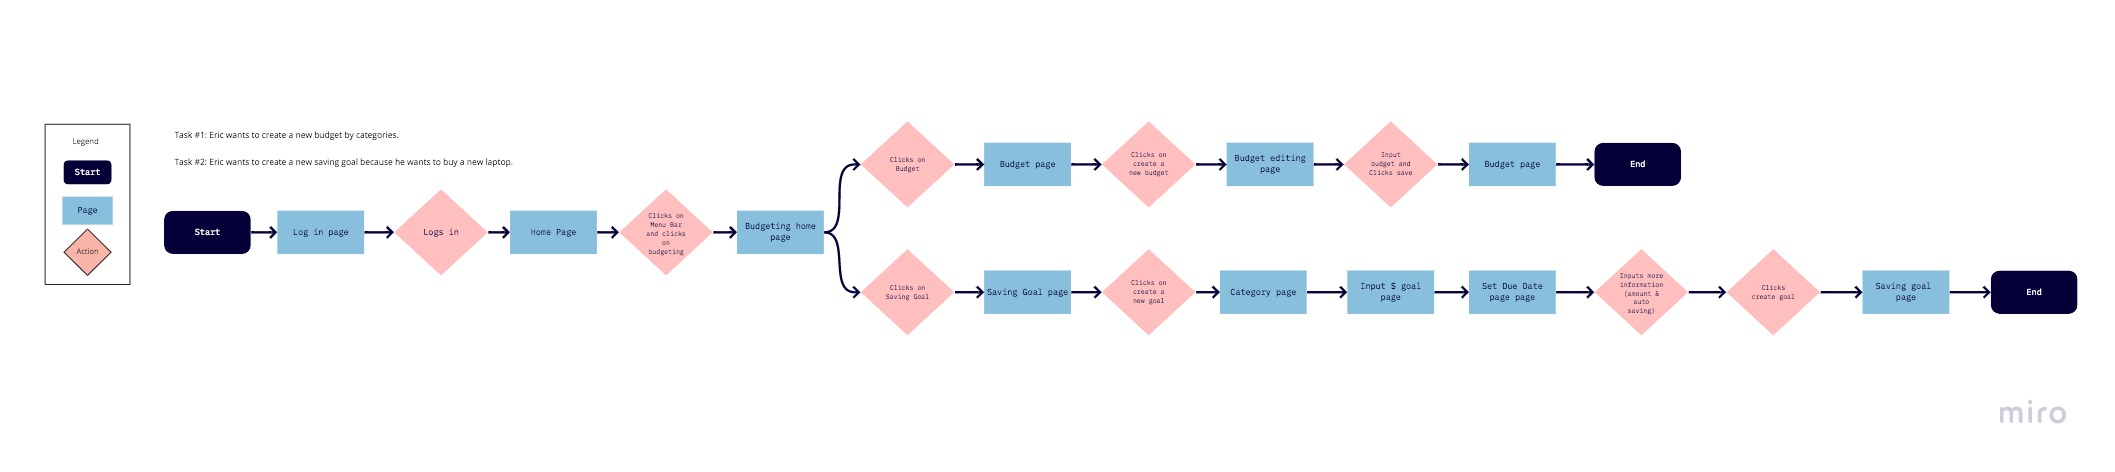 Legend
Start
Page
Action
Task #1: Eric wants to create a new budget by categories.
Task #2: Eric wants to create a new saving goal because he wants to buy a new laptop.
Start
Log in page
Logs in
Home Page
Clicks on
Menu Bar
and clicks
on
budgeting
Budgeting home
page
Clicks on
Budget
Budget page
Clicks on
create a
new budget
Budget editing
page
Input
budget and
Clicks save
Budget page
End
Clicks on
Saving Goal
Saving Goal page
Clicks on
create a
new goal
Category page
Input $ goal
page
Set Due Date
page page
Inputs more
information
(amount &
auto
saving)
Clicks
create goal
Saving goal
page
End
miro